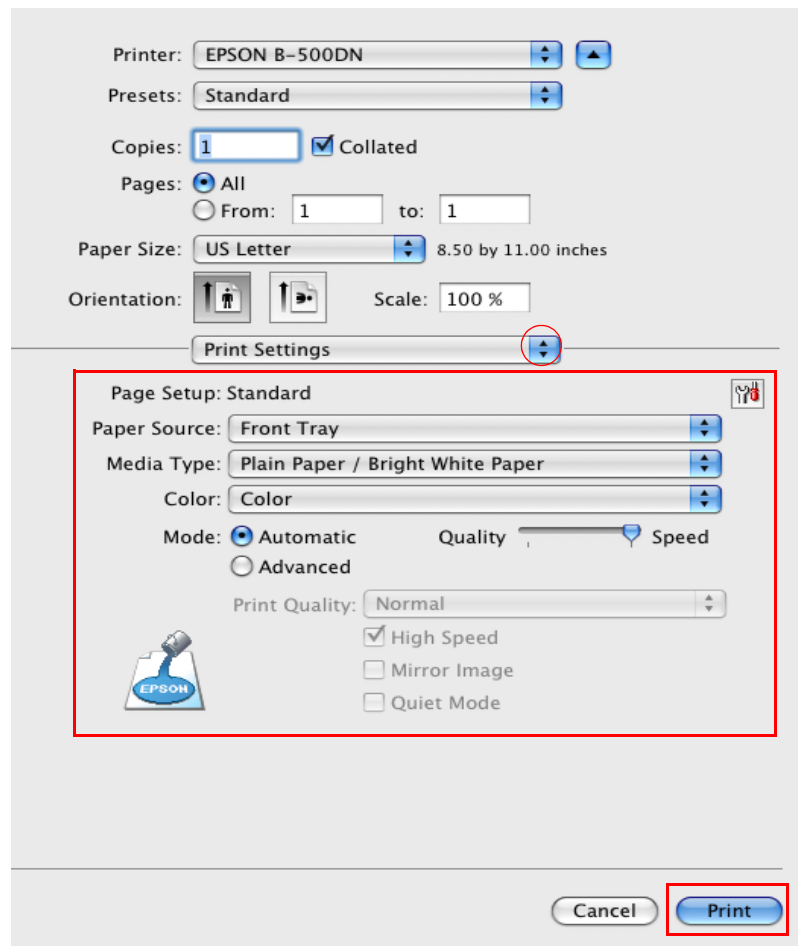 Printer: EPSON B-500DN
Presets: Standard
Copies: 1 Collated
Pages: All
From: 1 to: 1
Paper Size: US Letter 8.50 by 11.00 inches
Orientation: Scale: 100 %
Print Settings
Page Setup: Standard
Paper Source: Front Tray
Media Type: Plain Paper / Bright White Paper
Color: Color
Mode: Automatic Quality Speed
Advanced
Print Quality: Normal
High Speed
Mirror Image
Quiet Mode
EPSON
Cancel Print